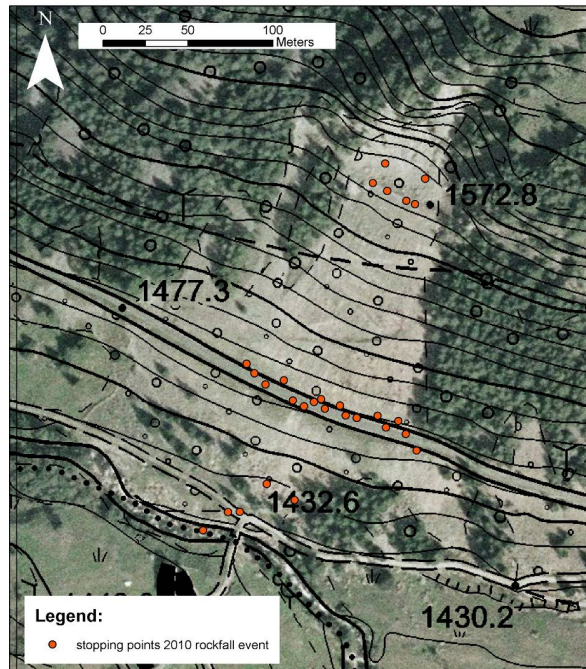 N
0 25 50 100
Meters
1572.8
1477.3
1432.6
1430.2
Legend:
stopping points 2010 rockfall event